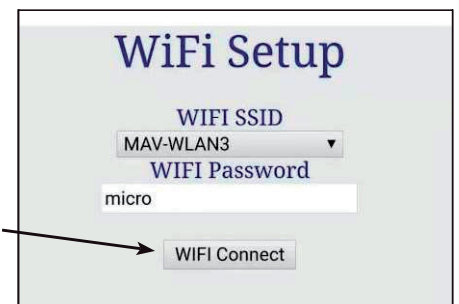 WiFi Setup
WIFI SSID
MAV-WLAN3
WIFI Password
micro
WIFI Connect